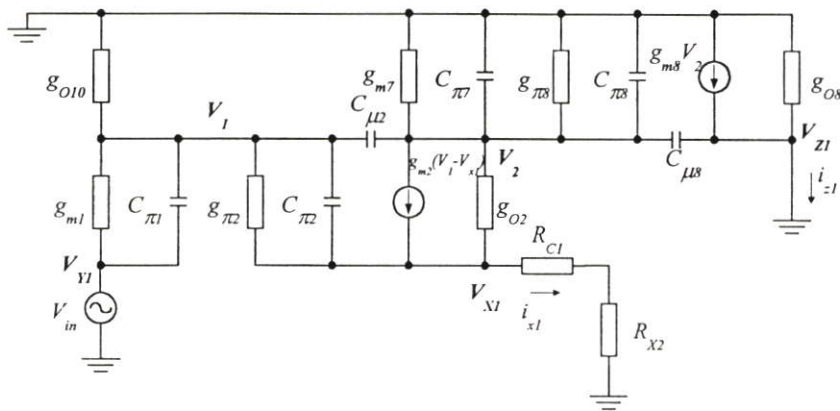 g_O10
g_m7
C_π7
g_π8
C_π8
g_m8 V_2
g_O8
V_1
C_μ2
g_m2(V_1-V_x1)
V_2
C_μ8
V_Z1
i_z1
g_m1
C_π1
g_π2
C_π2
g_O2
R_C1
V_Y1
V_in
V_X1
i_x1
R_X2